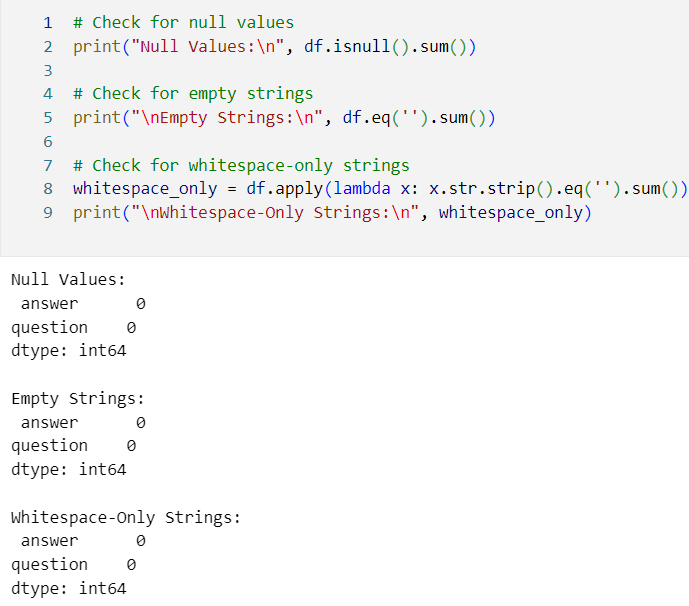 1 # Check for null values
2 print("Null Values:\n", df.isnull().sum())
3
4 # Check for empty strings
5 print("\nEmpty Strings:\n", df.eq('').sum())
6
7 # Check for whitespace-only strings
8 whitespace_only = df.apply(lambda x: x.str.strip().eq('').sum())
9 print("\nWhitespace-Only Strings:\n", whitespace_only)
Null Values:
 answer      0
question    0
dtype: int64
Empty Strings:
 answer      0
question    0
dtype: int64
Whitespace-Only Strings:
 answer      0
question    0
dtype: int64